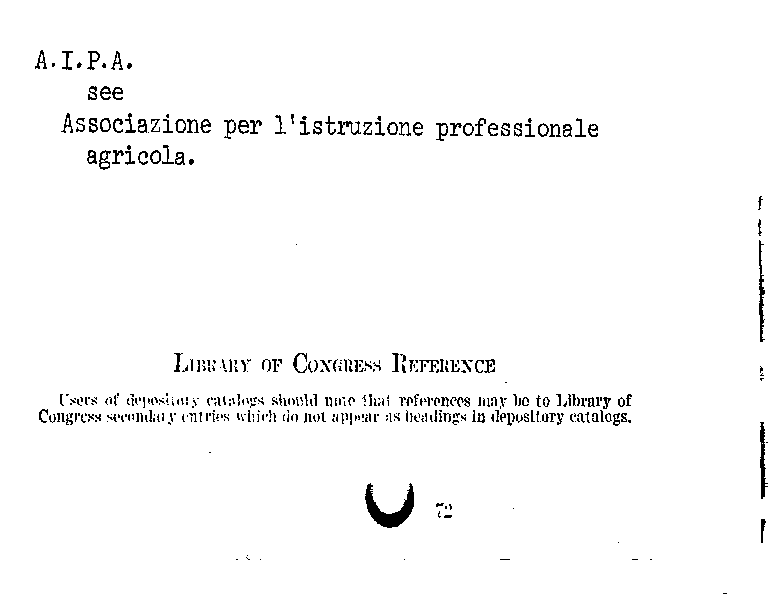 A.I.P.A.
see
Associazione per l'istruzione professionale
agricola.
LIBRARY OF CONGRESS REFERENCE
Users of depository catalogs should note that references may be to Library of
Congress secondary entries which do not appear as headings in depository catalogs.
72